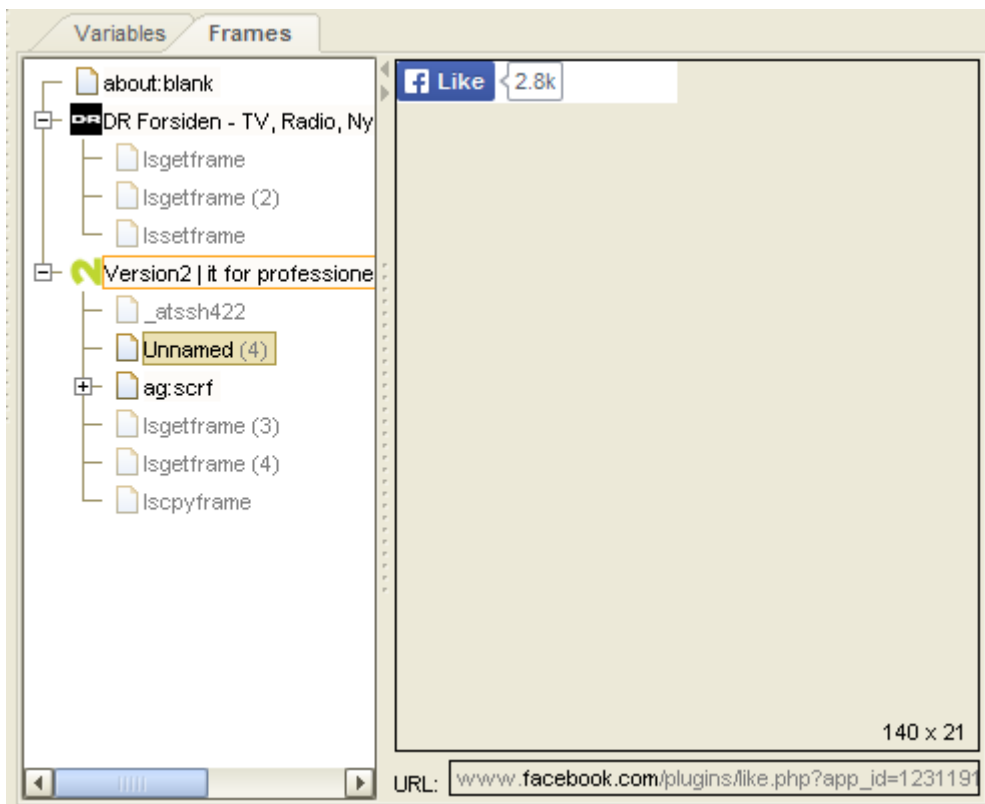 Variables Frames
about:blank
DR DR Forsiden - TV, Radio, Ny
lsgetframe
lsgetframe (2)
lssetframe
Version2 | it for professione
_atssh422
Unnamed (4)
ag:scrf
lsgetframe (3)
lsgetframe (4)
lscpyframe
Like 2.8k
140 x 21
URL: www.facebook.com/plugins/like.php?app_id=1231191